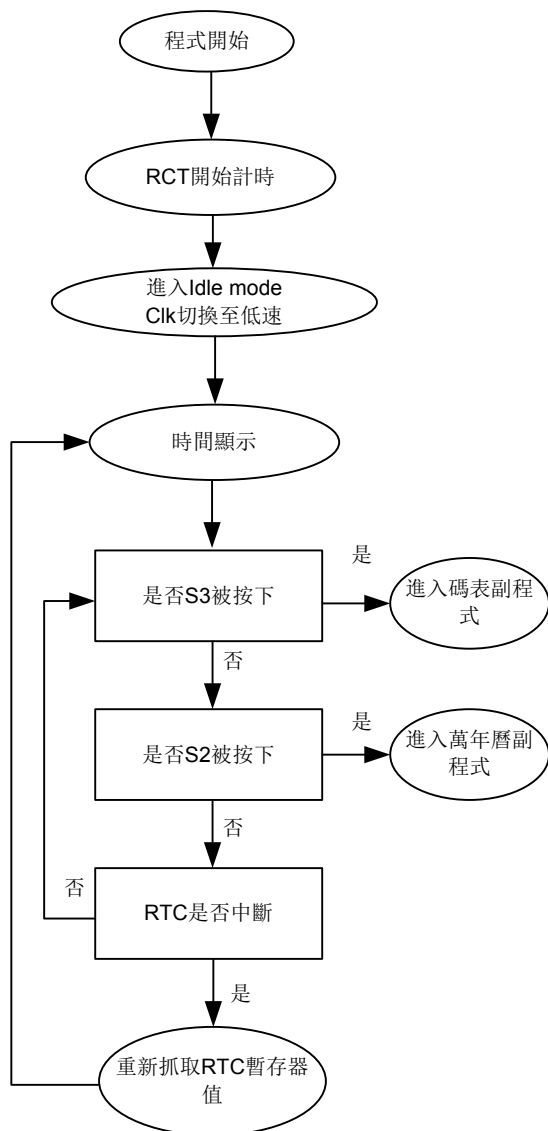 程式開始
RCT開始計時
進入Idle mode
Clk切換至低速
時間顯示
是否S3被按下
是
進入碼表副程
式
否
是否S2被按下
是
進入萬年曆副
程式
否
RTC是否中斷
否
是
重新抓取RTC暫存器
值